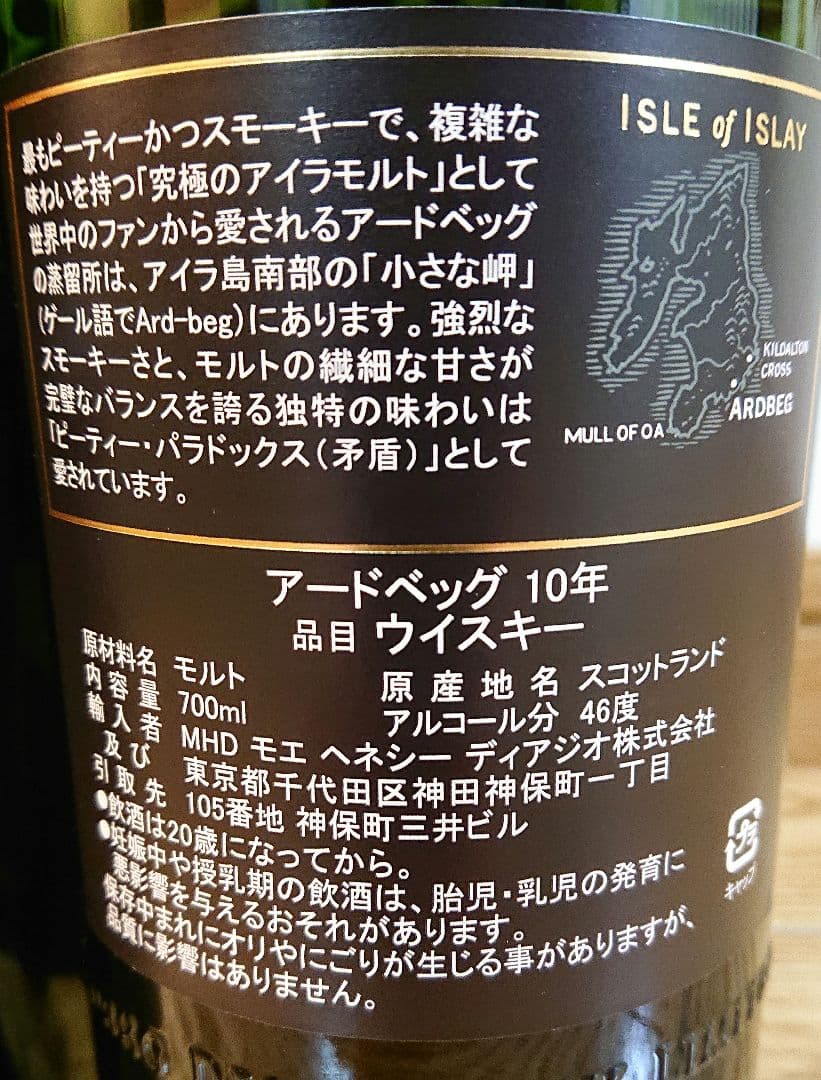 最もピーティーかつスモーキーで、複雑な
味わいを持つ「究極のアイラモルト」として
世界中のファンから愛されるアードベッグ
の蒸留所は、アイラ島南部の「小さな岬」
(ゲール語でArd-beg)にあります。強烈な
スモーキーさと、モルトの繊細な甘さが
完璧なバランスを誇る独特の味わいは
「ピーティー・パラドックス(矛盾)」として
愛されています。
ISLE of ISLAY
KILDALTON
CROSS
ARDBEG
MULL OF OA
アードベッグ 10年
品目 ウイスキー
原材料名 モルト 原産地名 スコットランド
内容量 700ml アルコール分 46度
輸入者 MHD モエ ヘネシー ディアジオ株式会社
及び 東京都千代田区神田神保町一丁目
引取先 105番地 神保町三井ビル
●飲酒は20歳になってから。
●妊娠中や授乳期の飲酒は、胎児・乳児の発育に
悪影響を与えるおそれがあります。
保存中まれにオリやにごりが生じる事がありますが、
品質に影響はありません。
プラ
キャップ